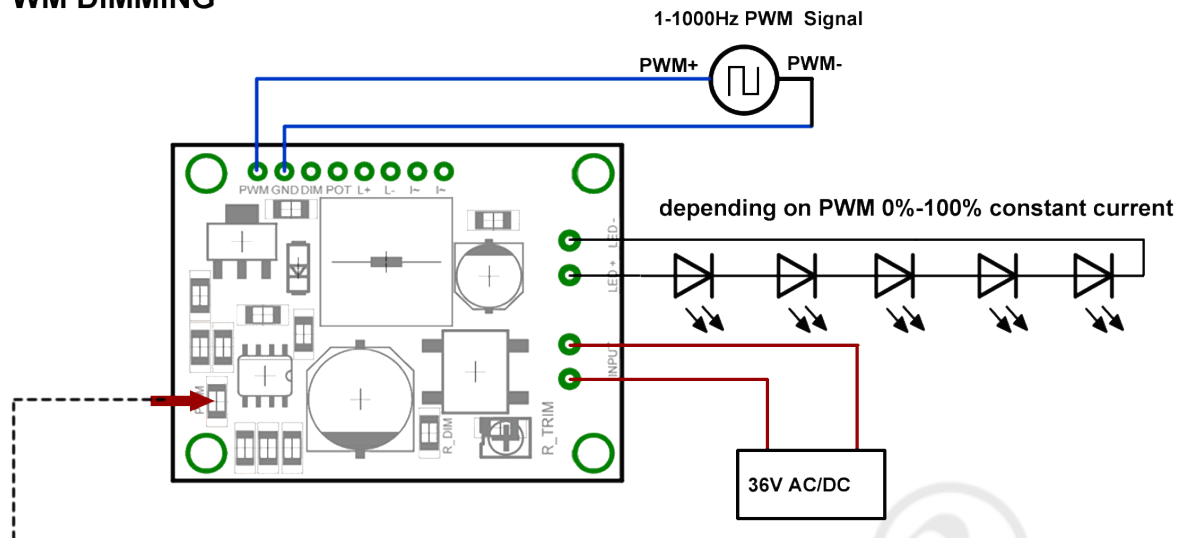 WM DIMMING
1-1000Hz PWM Signal
PWM+
PWM-
PWM GND DIM POT L+ L- I~ I~
depending on PWM 0%-100% constant current
LED -
LED +
INPUT
R_DIM
R_TRIM
36V AC/DC